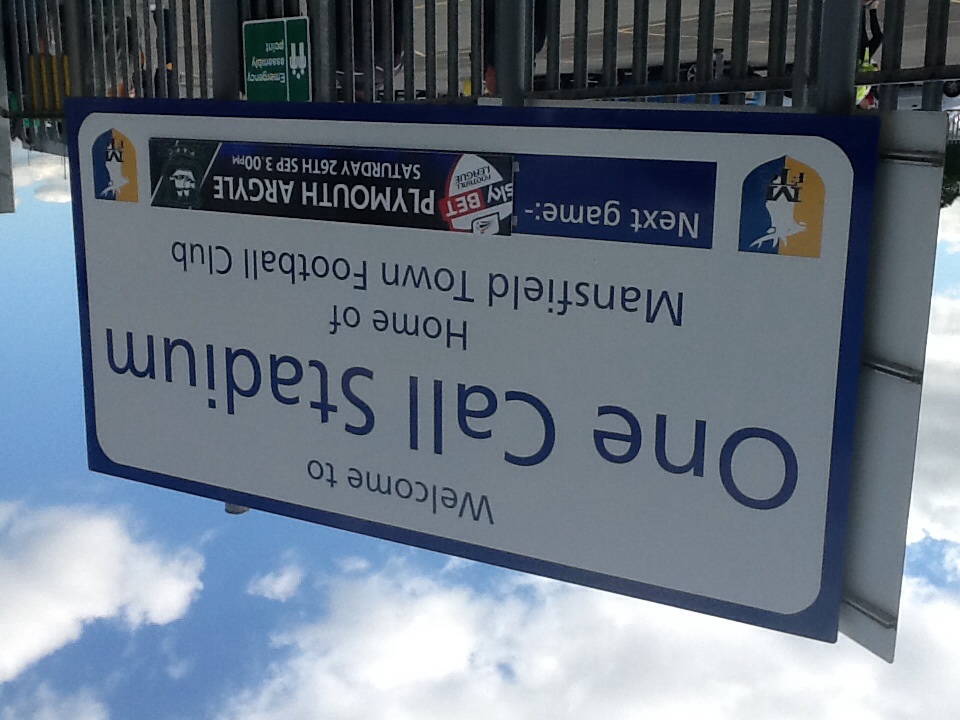 Welcome to
One Call Stadium
Home of
Mansfield Town Football Club
Next game:-
sky BET
FOOTBALL LEAGUE
PLYMOUTH ARGYLE
SATURDAY 26TH SEP 3.00PM
Emergency
assembly
point